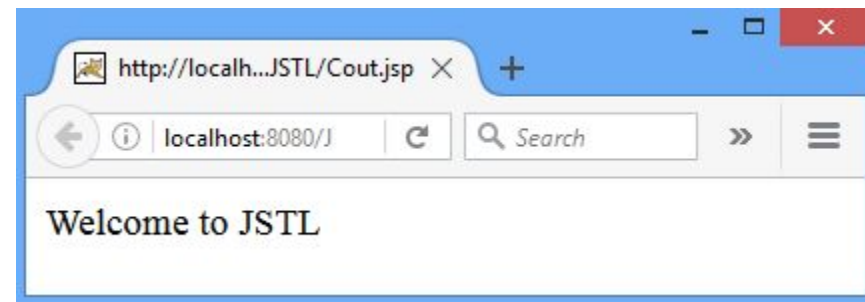 http://localh...JSTL/Cout.jsp
localhost:8080/J
Search
Welcome to JSTL